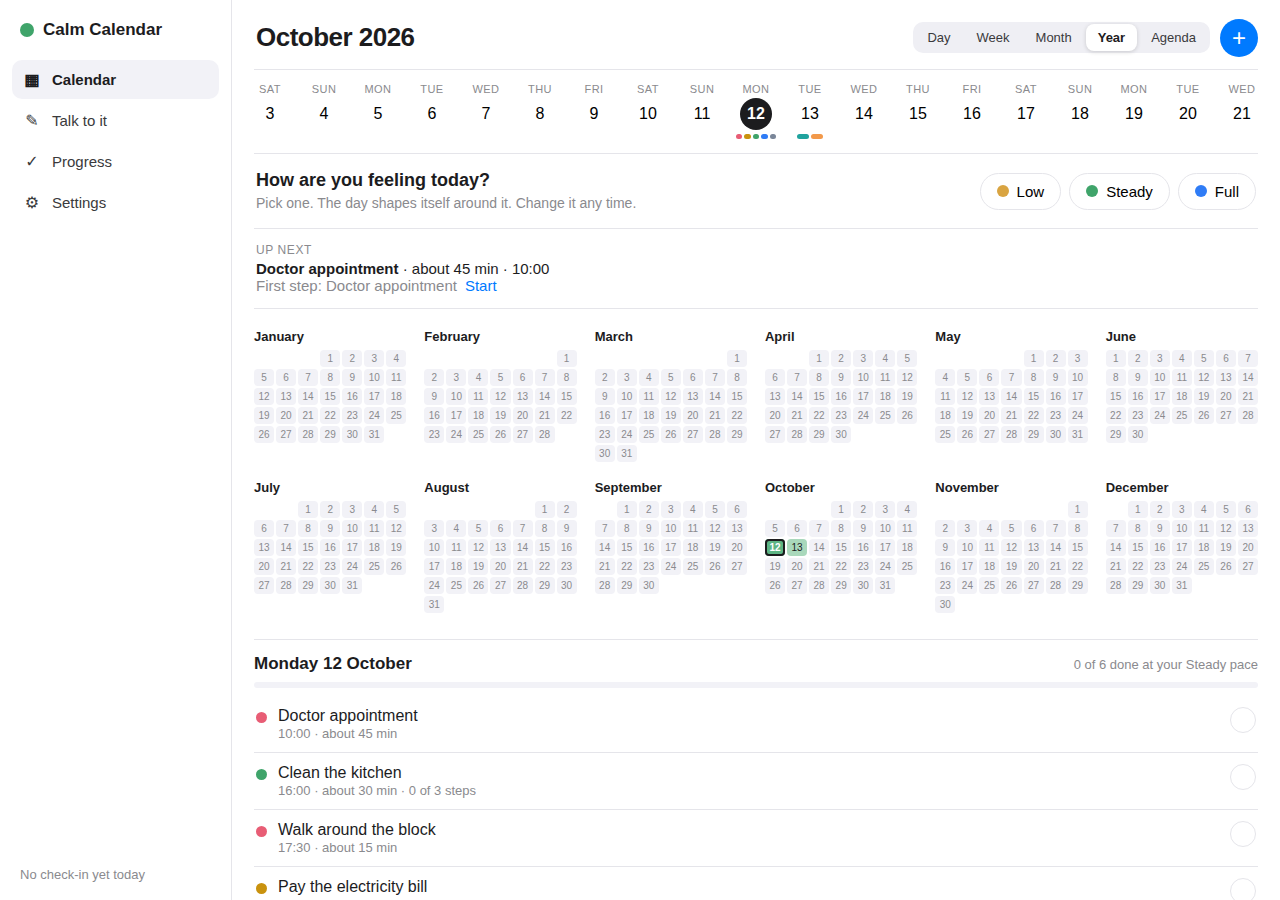 Calm Calendar
▦ Calendar
✎ Talk to it
✓ Progress
⚙ Settings
No check-in yet today
October 2026
Day Week Month Year Agenda +
SAT SUN MON TUE WED THU FRI SAT SUN MON TUE WED THU FRI SAT SUN MON TUE WED
3 4 5 6 7 8 9 10 11 12 13 14 15 16 17 18 19 20 21
How are you feeling today?
Pick one. The day shapes itself around it. Change it any time.
Low Steady Full
UP NEXT
Doctor appointment · about 45 min · 10:00
First step: Doctor appointment Start
January
1 2 3 4
5 6 7 8 9 10 11
12 13 14 15 16 17 18
19 20 21 22 23 24 25
26 27 28 29 30 31
February
1
2 3 4 5 6 7 8
9 10 11 12 13 14 15
16 17 18 19 20 21 22
23 24 25 26 27 28
March
1
2 3 4 5 6 7 8
9 10 11 12 13 14 15
16 17 18 19 20 21 22
23 24 25 26 27 28 29
30 31
April
1 2 3 4 5
6 7 8 9 10 11 12
13 14 15 16 17 18 19
20 21 22 23 24 25 26
27 28 29 30
May
1 2 3
4 5 6 7 8 9 10
11 12 13 14 15 16 17
18 19 20 21 22 23 24
25 26 27 28 29 30 31
June
1 2 3 4 5 6 7
8 9 10 11 12 13 14
15 16 17 18 19 20 21
22 23 24 25 26 27 28
29 30
July
1 2 3 4 5
6 7 8 9 10 11 12
13 14 15 16 17 18 19
20 21 22 23 24 25 26
27 28 29 30 31
August
1 2
3 4 5 6 7 8 9
10 11 12 13 14 15 16
17 18 19 20 21 22 23
24 25 26 27 28 29 30
31
September
1 2 3 4 5 6
7 8 9 10 11 12 13
14 15 16 17 18 19 20
21 22 23 24 25 26 27
28 29 30
October
1 2 3 4
5 6 7 8 9 10 11
12 13 14 15 16 17 18
19 20 21 22 23 24 25
26 27 28 29 30 31
November
1
2 3 4 5 6 7 8
9 10 11 12 13 14 15
16 17 18 19 20 21 22
23 24 25 26 27 28 29
30
December
1 2 3 4 5 6
7 8 9 10 11 12 13
14 15 16 17 18 19 20
21 22 23 24 25 26 27
28 29 30 31
Monday 12 October
0 of 6 done at your Steady pace
Doctor appointment
10:00 · about 45 min
Clean the kitchen
16:00 · about 30 min · 0 of 3 steps
Walk around the block
17:30 · about 15 min
Pay the electricity bill